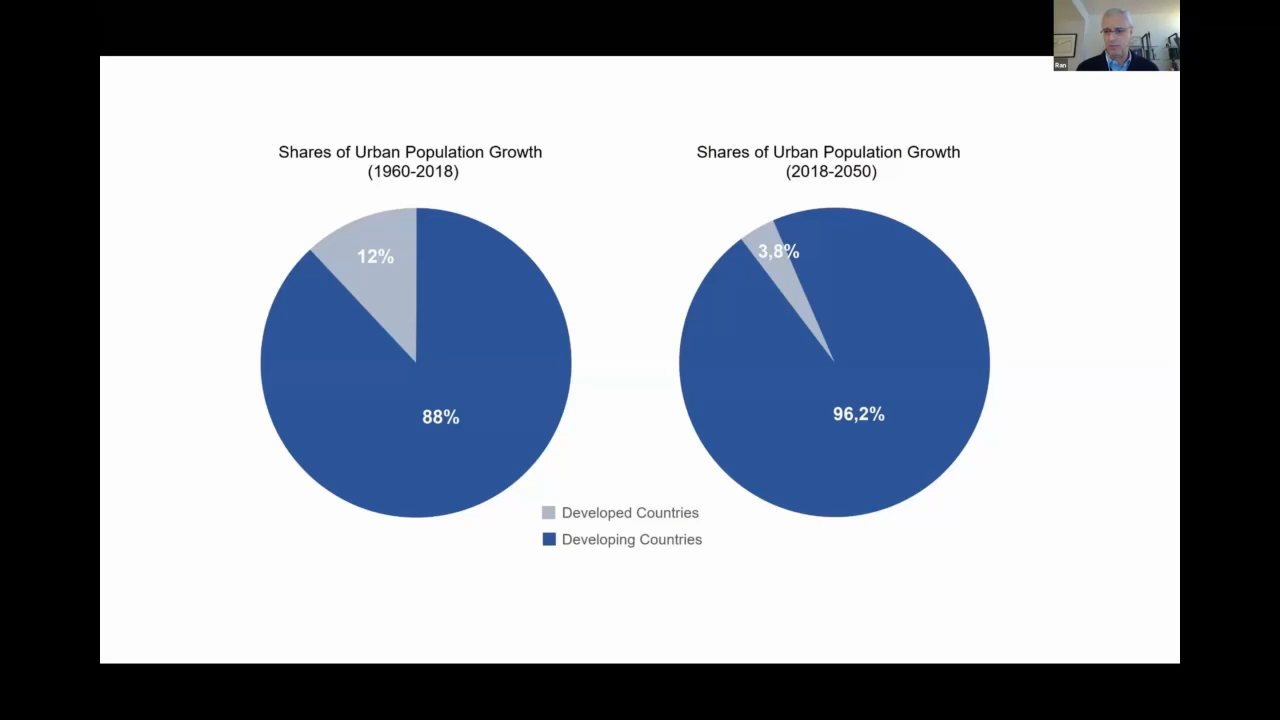 Ran
Shares of Urban Population Growth
(1960-2018)
12%
88%
Shares of Urban Population Growth
(2018-2050)
3,8%
96,2%
Developed Countries
Developing Countries